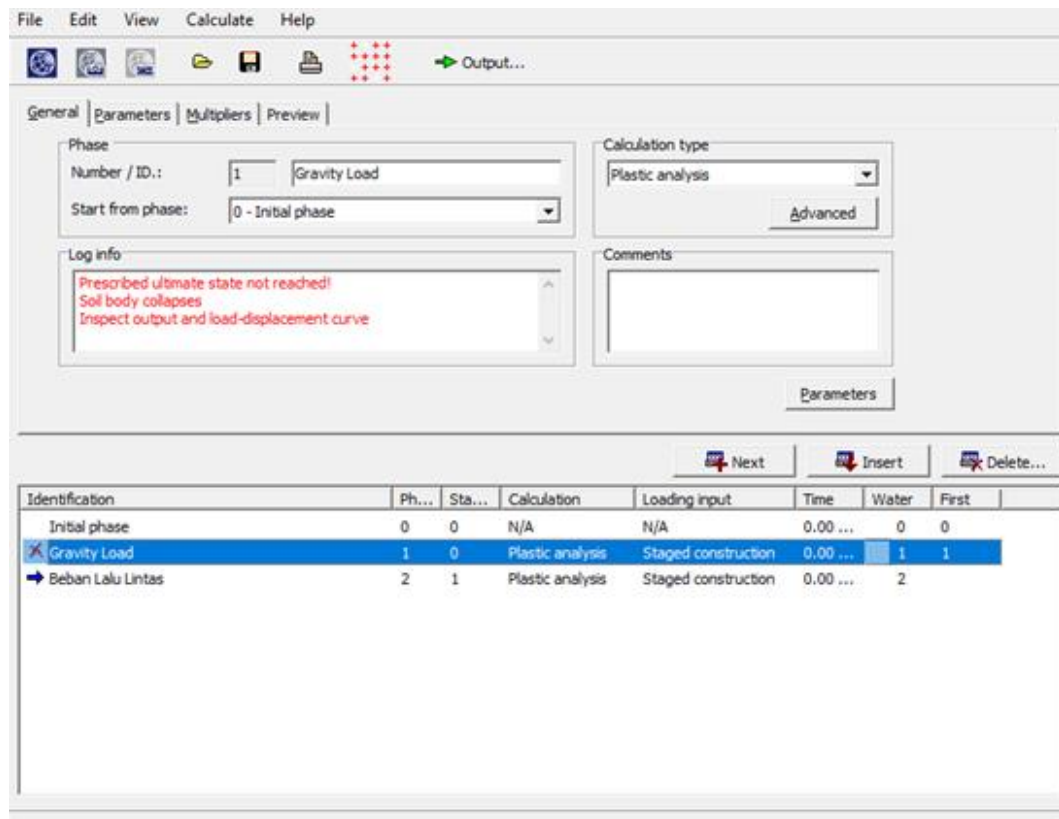 File Edit View Calculate Help
Output...
General Parameters Multipliers Preview
Phase
Number / ID.: 1 Gravity Load
Start from phase: 0 - Initial phase
Calculation type
Plastic analysis
Advanced
Log info
Prescribed ultimate state not reached!
Soil body collapses
Inspect output and load-displacement curve
Comments
Parameters
Next Insert Delete...
Identification Ph... Sta... Calculation Loading input Time Water First
Initial phase 0 0 N/A N/A 0.00 ... 0 0
Gravity Load 1 0 Plastic analysis Staged construction 0.00 ... 1 1
Beban Lalu Lintas 2 1 Plastic analysis Staged construction 0.00 ... 2